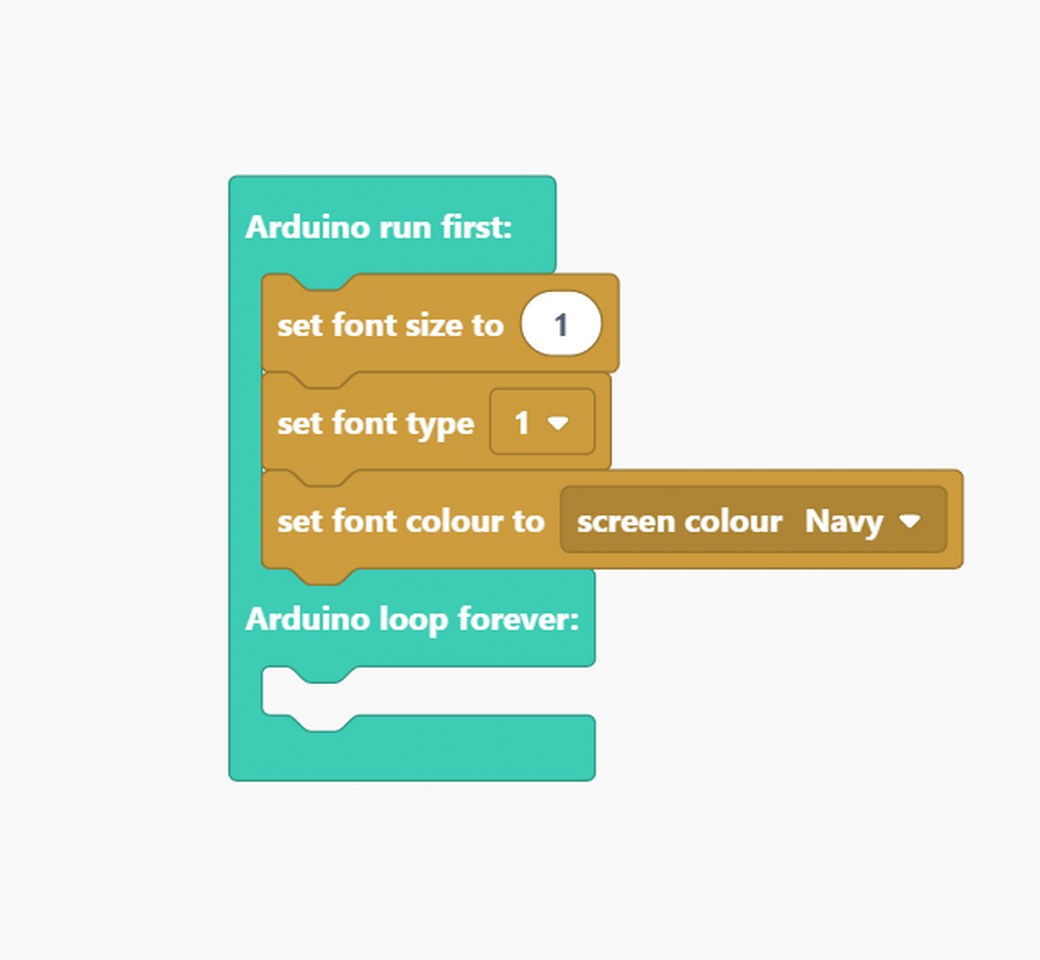 Arduino run first:
set font size to 1
set font type 1
set font colour to screen colour Navy
Arduino loop forever: